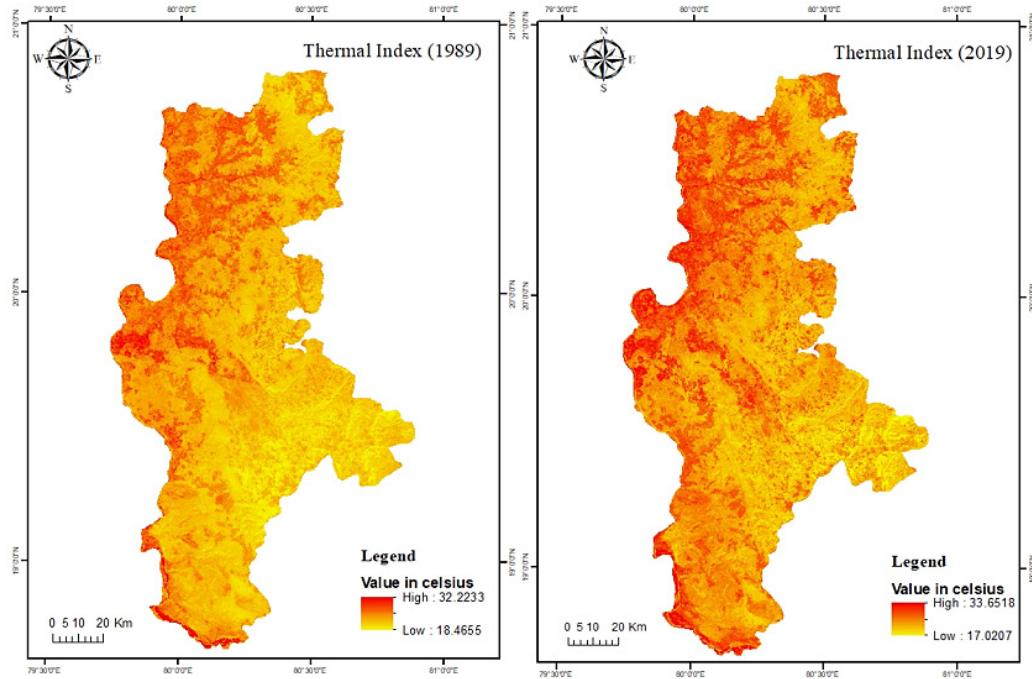 79°30'0"E 80°0'0"E 80°30'0"E 81°0'0"E
21°0'0"N
N
W E
S
Thermal Index (1989)
20°0'0"N
19°0'0"N
Legend
Value in celsius
High : 32.2233
Low : 18.4655
0 5 10 20 Km
79°30'0"E 80°0'0"E 80°30'0"E 81°0'0"E
79°30'0"E 80°0'0"E 80°30'0"E 81°0'0"E
21°0'0"N
N
W E
S
Thermal Index (2019)
20°0'0"N
19°0'0"N
Legend
Value in celsius
High : 33.6518
Low : 17.0207
0 5 10 20 Km
79°30'0"E 80°0'0"E 80°30'0"E 81°0'0"E